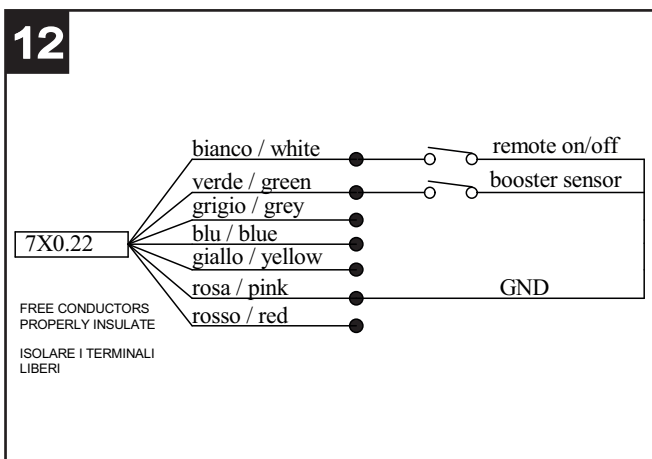 12
bianco / white
remote on/off
verde / green
booster sensor
grigio / grey
7X0.22
blu / blue
giallo / yellow
rosa / pink
GND
rosso / red
FREE CONDUCTORS
PROPERLY INSULATE
ISOLARE I TERMINALI
LIBERI